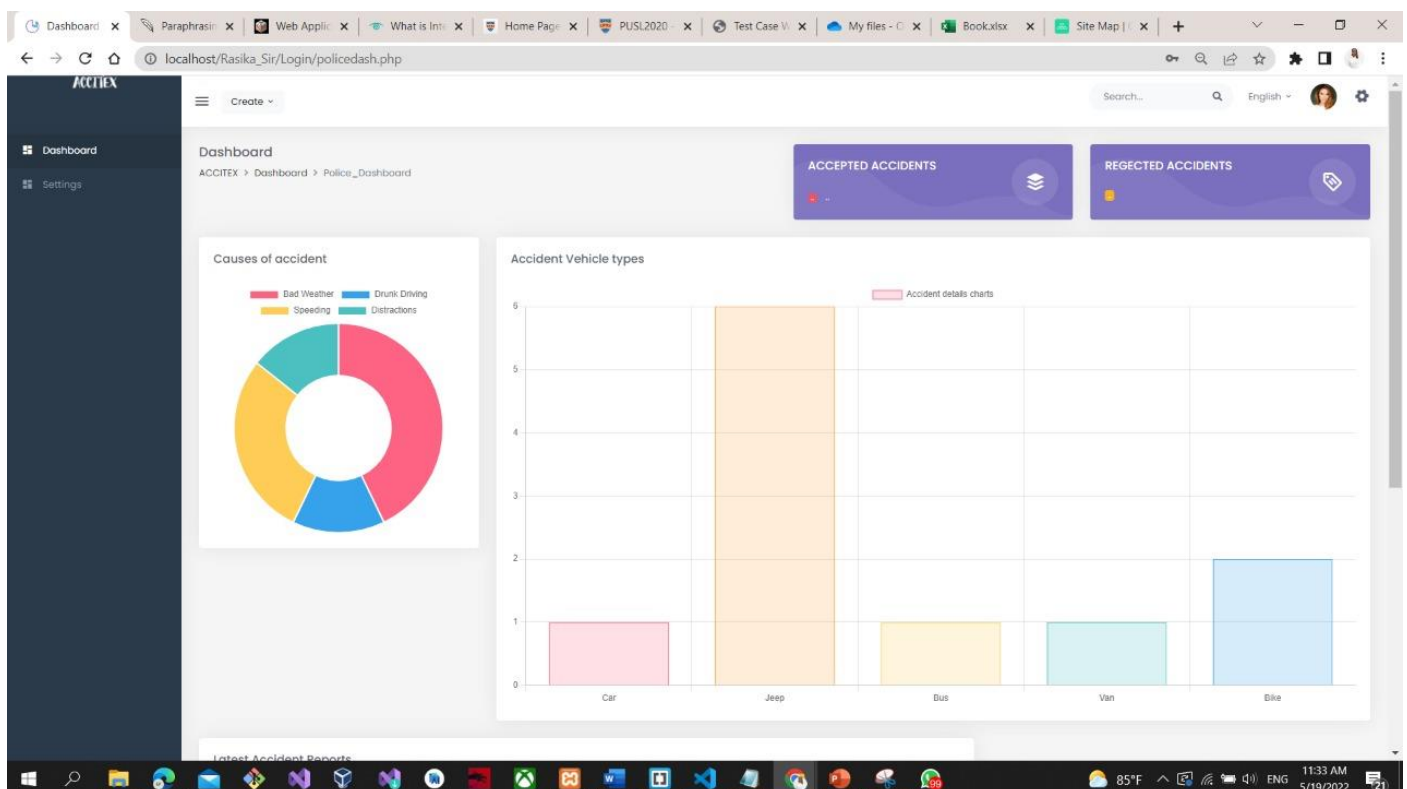 Dashboard Paraphrasin Web Applic What is Inte Home Page PUSL2020 - Test Case W My files - O Book.xlsx Site Map |
localhost/Rasika_Sir/Login/policedash.php
ACCITEX
Create
Search... English
Dashboard
Settings
Dashboard
ACCITEX > Dashboard > Police_Dashboard
ACCEPTED ACCIDENTS
-
REGECTED ACCIDENTS
Causes of accident
Bad Weather Drunk Driving
Speeding Distractions
Accident Vehicle types
Accident details charts
6
5
4
3
2
1
0
Car Jeep Bus Van Bike
Latest Accident Reports
99
85°F ENG 11:33 AM
5/19/2022
21